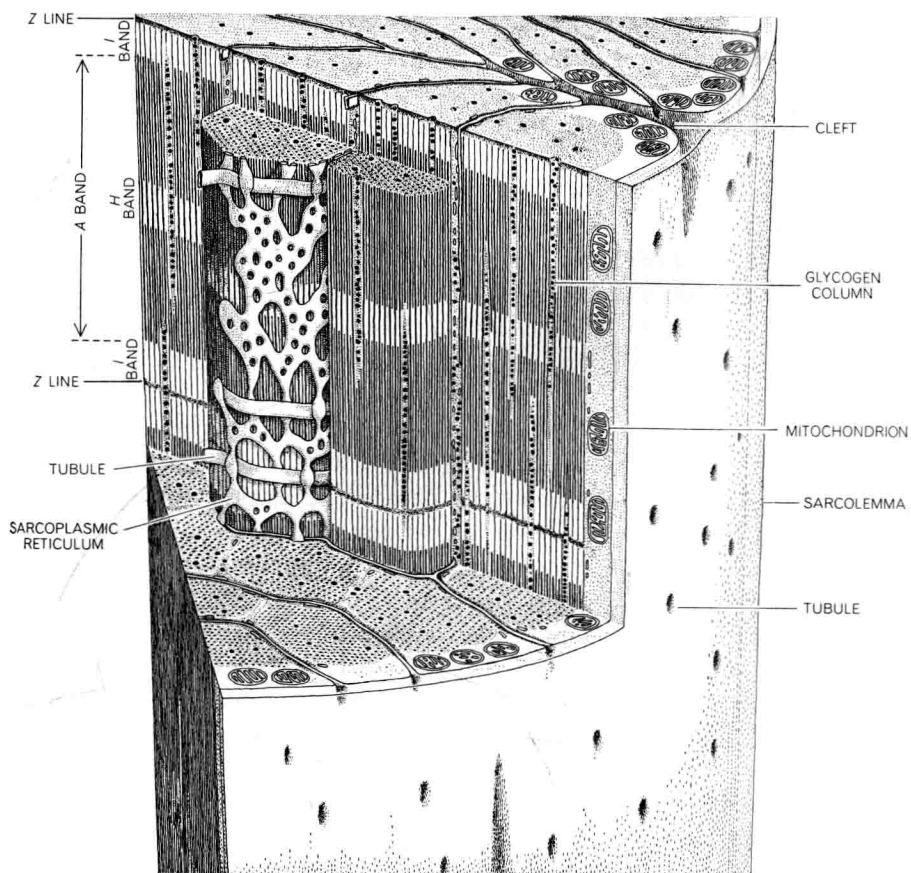 Z LINE
I
BAND
A BAND
H
BAND
I
BAND
Z LINE
TUBULE
SARCOPLASMIC
RETICULUM
CLEFT
GLYCOGEN
COLUMN
MITOCHONDRION
SARCOLEMMA
TUBULE